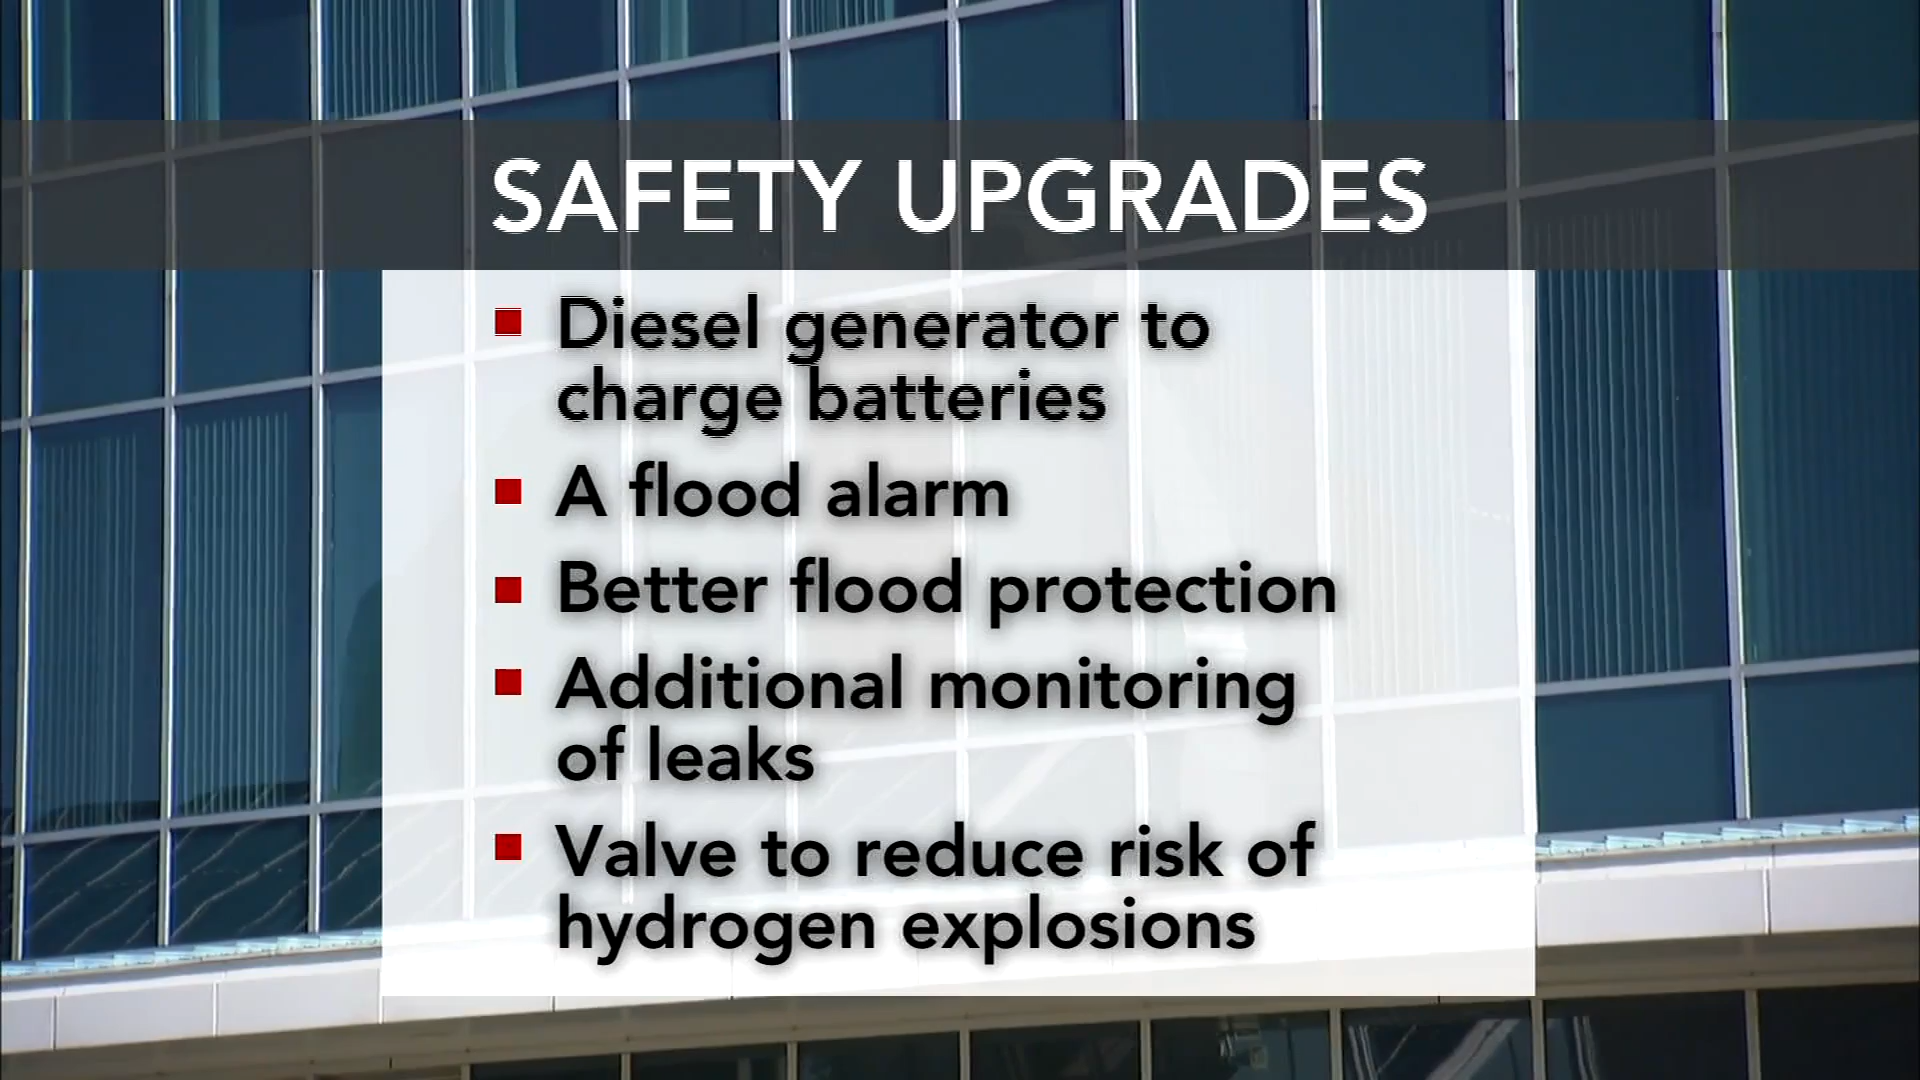 SAFETY UPGRADES
Diesel generator to
charge batteries
A flood alarm
Better flood protection
Additional monitoring
of leaks
Valve to reduce risk of
hydrogen explosions